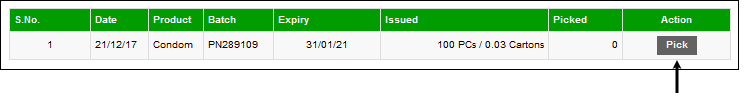 S.No. Date Product Batch Expiry Issued Picked Action
1 21/12/17 Condom PN289109 31/01/21 100 PCs / 0.03 Cartons 0 Pick